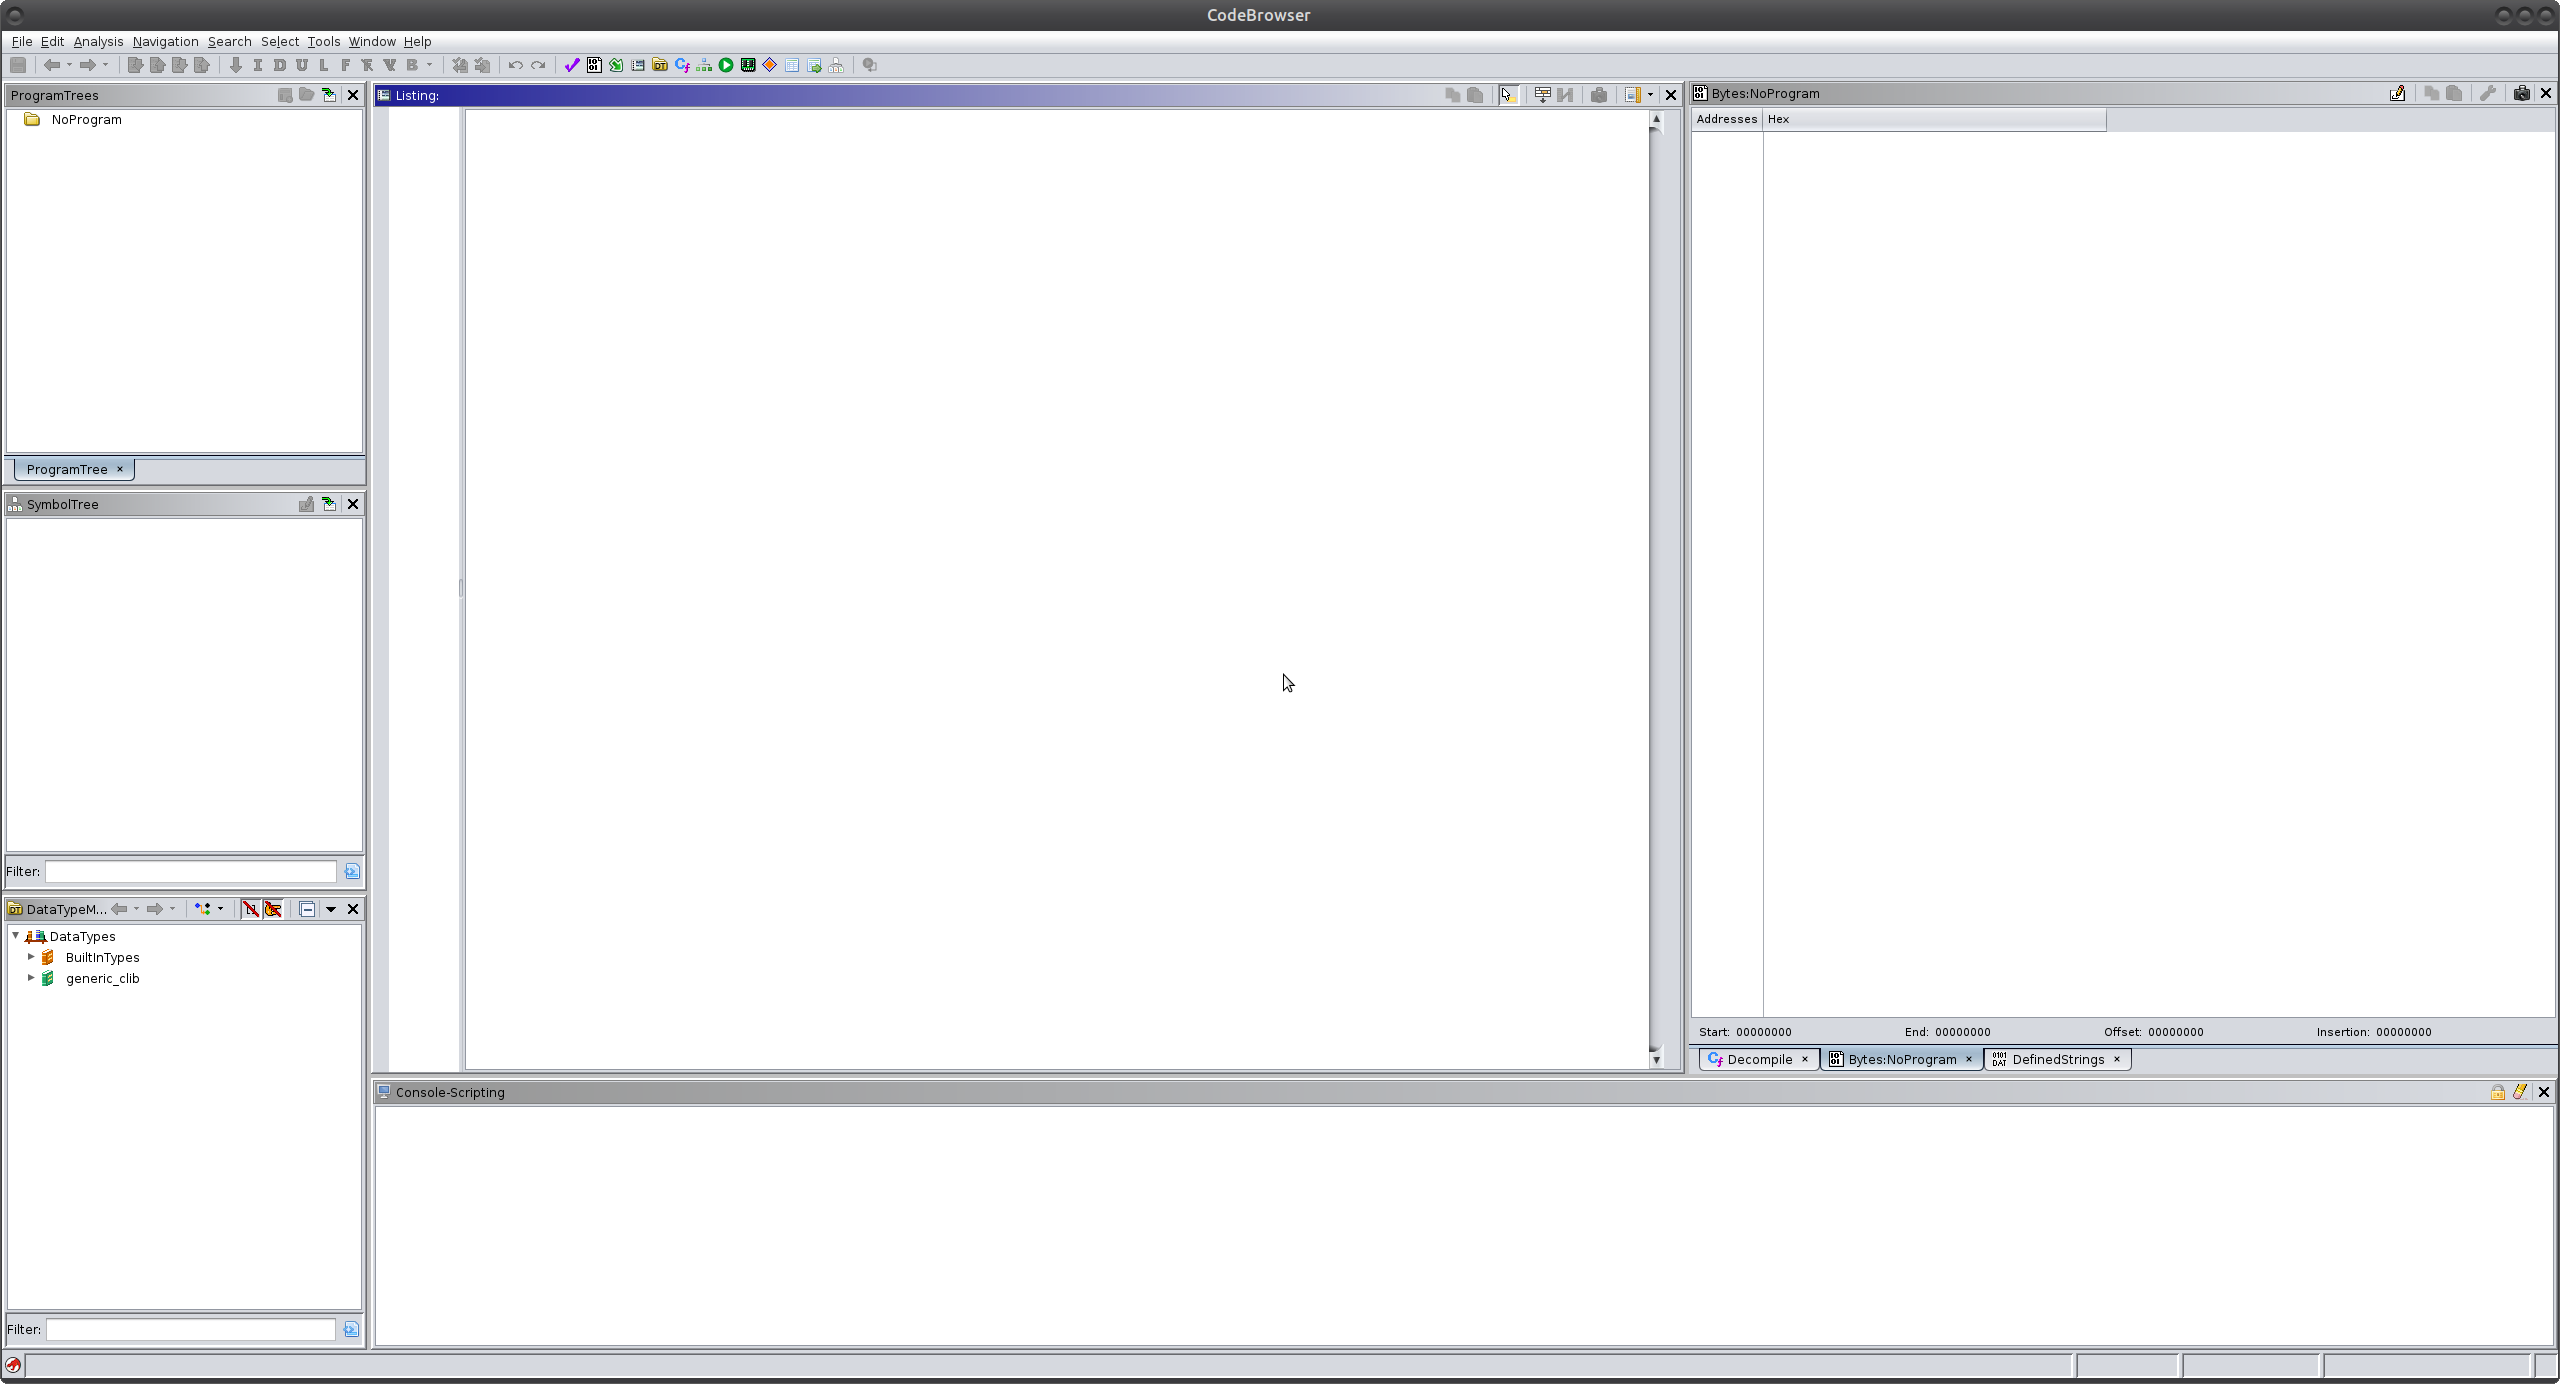 CodeBrowser
File Edit Analysis Navigation Search Select Tools Window Help
I D U L F V B
ProgramTrees
NoProgram
ProgramTree ×
SymbolTree
Filter:
DataTypeM...
DataTypes
BuiltInTypes
generic_clib
Filter:
Listing:
Bytes:NoProgram
Addresses Hex
Start: 00000000 End: 00000000 Offset: 00000000 Insertion: 00000000
Decompile × Bytes:NoProgram × DefinedStrings ×
Console-Scripting